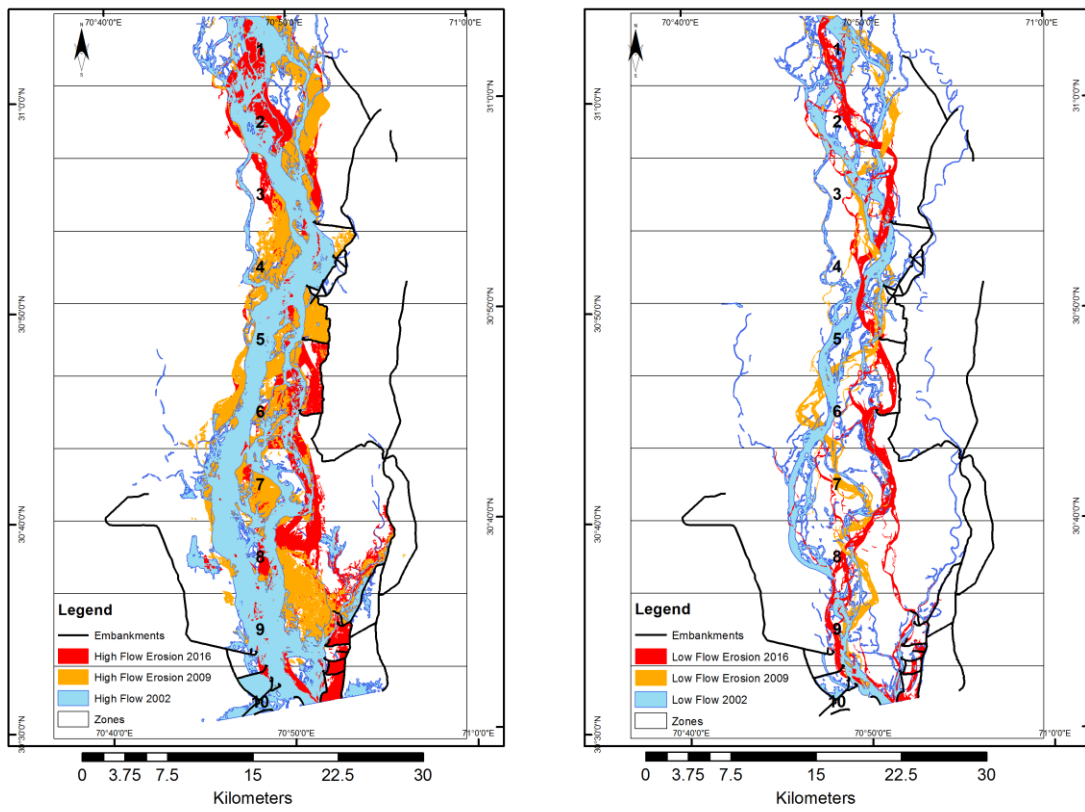 70°40'0"E 70°50'0"E 71°0'0"E
N
S
1
31°0'0"N 31°0'0"N
2
3
4
30°50'0"N 30°50'0"N
5
6
7
30°40'0"N 30°40'0"N
8
Legend
Embankments
9
High Flow Erosion 2016
High Flow Erosion 2009
High Flow 2002
10
Zones
30°30'0"N
70°40'0"E 70°50'0"E 71°0'0"E
0 3.75 7.5 15 22.5 30
Kilometers
70°40'0"E 70°50'0"E 71°0'0"E
N
S
1
31°0'0"N 31°0'0"N
2
3
4
30°50'0"N 30°50'0"N
5
6
7
30°40'0"N 30°40'0"N
8
Legend
Embankments
9
Low Flow Erosion 2016
Low Flow Erosion 2009
Low Flow 2002
10
Zones
30°30'0"N
70°40'0"E 70°50'0"E 71°0'0"E
0 3.75 7.5 15 22.5 30
Kilometers